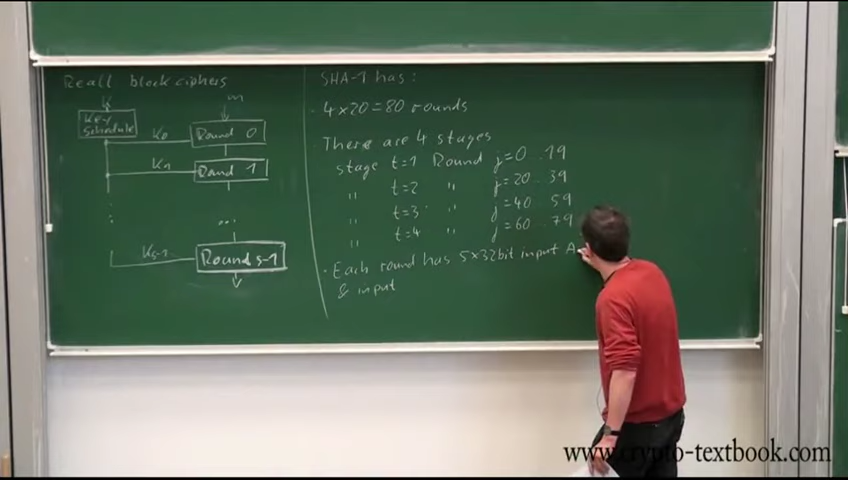 Reall block ciphers
m
KEY
Schedule
K0
Round 0
K1
Round 1
...
Ks-1
Round s-1
SHA-1 has:
· 4×20=80 rounds
There are 4 stages
stage t=1 Round j=0..19
" t=2 " j=20..39
" t=3 " j=40..59
" t=4 " j=60..79
· Each round has 5×32bit input A
& input
www.crypto-textbook.com